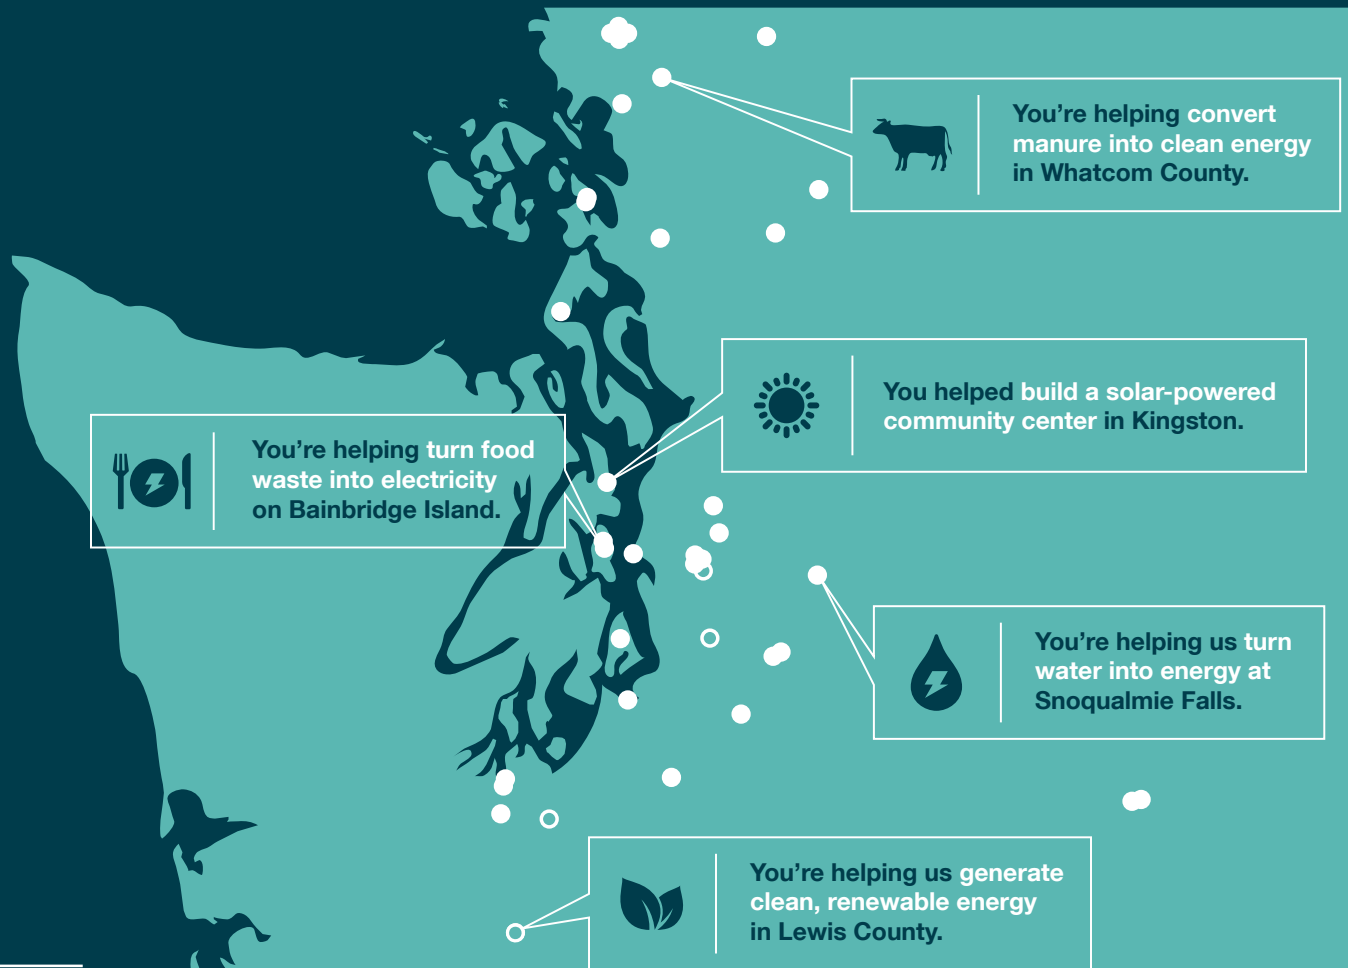 You're helping convert
manure into clean energy
in Whatcom County.
You helped build a solar-powered
community center in Kingston.
You're helping turn food
waste into electricity
on Bainbridge Island.
You're helping us turn
water into energy at
Snoqualmie Falls.
You're helping us generate
clean, renewable energy
in Lewis County.